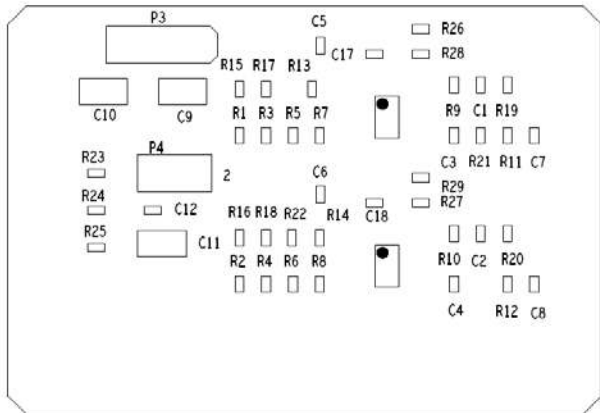 P3
C5
R26
C17
R28
R15 R17 R13
C10
C9
R1 R3 R5 R7
R9 C1 R19
P4
R23
C3 R21 R11 C7
2
C6
R29
R24
R27
C12
R16 R18 R22 R14 C18
R25
C11
R2 R4 R6 R8
R10 C2 R20
C4 R12 C8